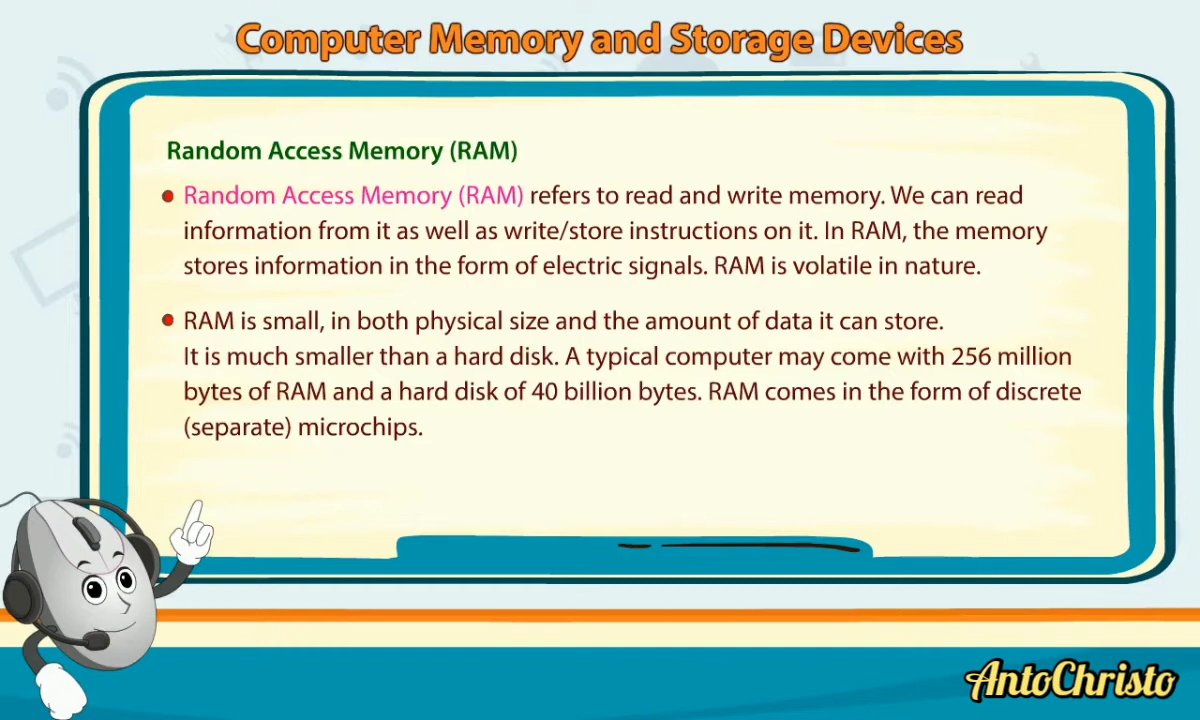 Computer Memory and Storage Devices
Random Access Memory (RAM)
Random Access Memory (RAM) refers to read and write memory. We can read
information from it as well as write/store instructions on it. In RAM, the memory
stores information in the form of electric signals. RAM is volatile in nature.
RAM is small, in both physical size and the amount of data it can store.
It is much smaller than a hard disk. A typical computer may come with 256 million
bytes of RAM and a hard disk of 40 billion bytes. RAM comes in the form of discrete
(separate) microchips.
AntoChristo